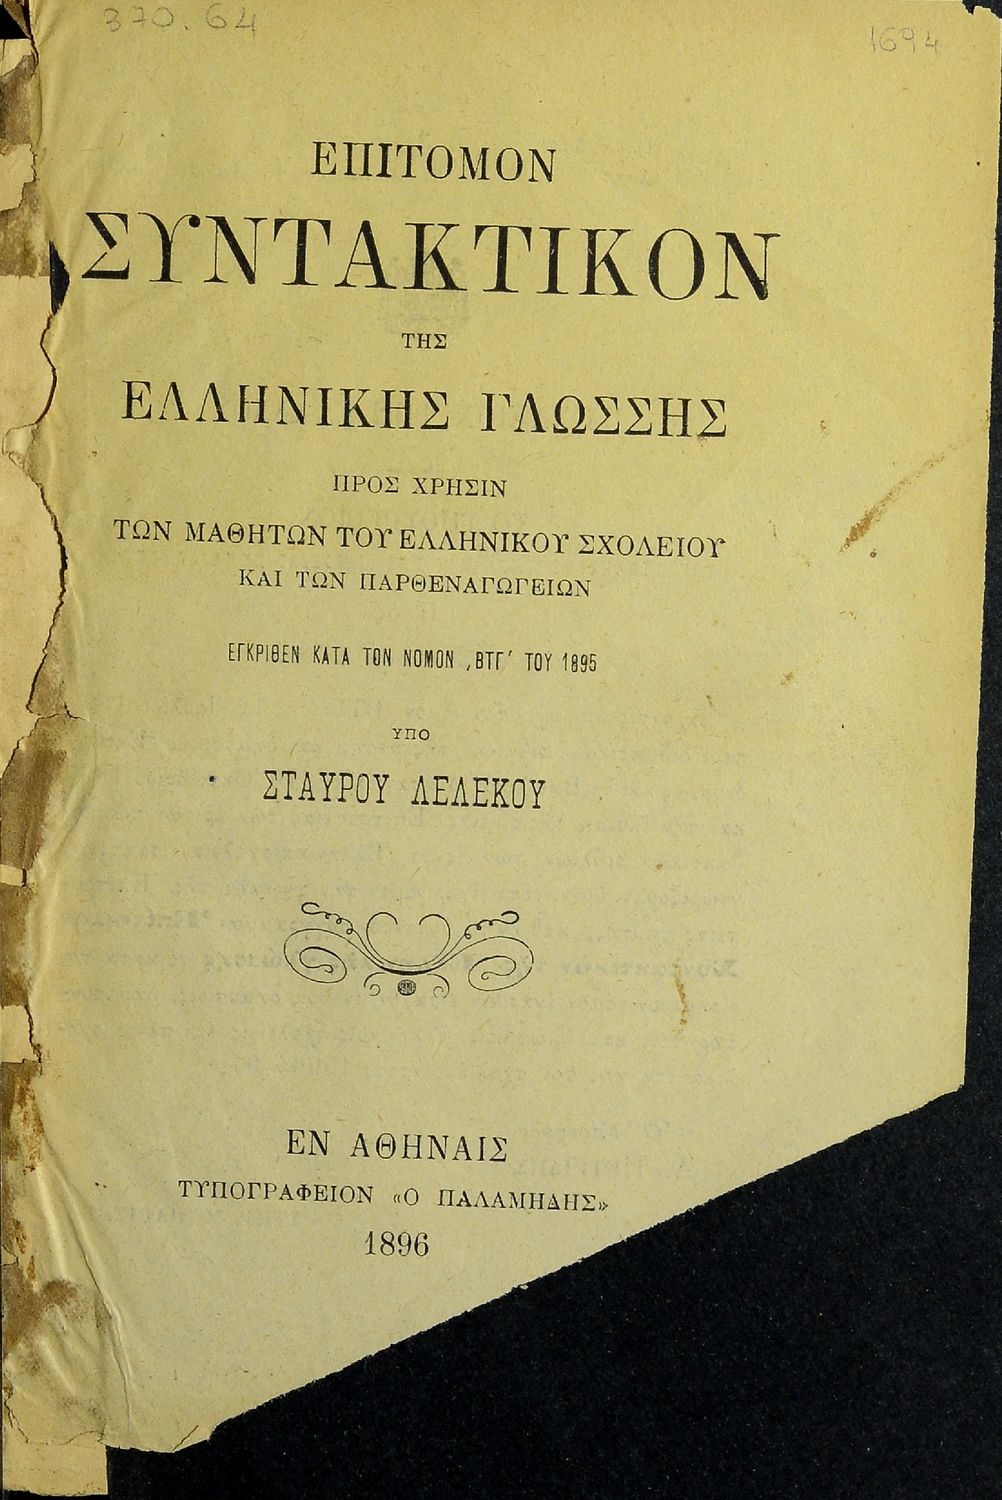 370.64
1694
ΕΠΙΤΟΜΟΝ
ΣΥΝΤΑΚΤΙΚΟΝ
ΤΗΣ
ΕΛΛΗΝΙΚΗΣ ΓΛΩΣΣΗΣ
ΠΡΟΣ ΧΡΗΣΙΝ
ΤΩΝ ΜΑΘΗΤΩΝ ΤΟΥ ΕΛΛΗΝΙΚΟΥ ΣΧΟΛΕΙΟΥ
ΚΑΙ ΤΩΝ ΠΑΡΘΕΝΑΓΩΓΕΙΩΝ
ΕΓΚΡΙΘΕΝ ΚΑΤΑ ΤΟΝ ΝΟΜΟΝ ,ΒΤΓ′ ΤΟΥ 1895
ΥΠΟ
ΣΤΑΥΡΟΥ ΛΕΛΕΚΟΥ
ΕΝ ΑΘΗΝΑΙΣ
ΤΥΠΟΓΡΑΦΕΙΟΝ «Ο ΠΑΛΑΜΗΔΗΣ»
1896